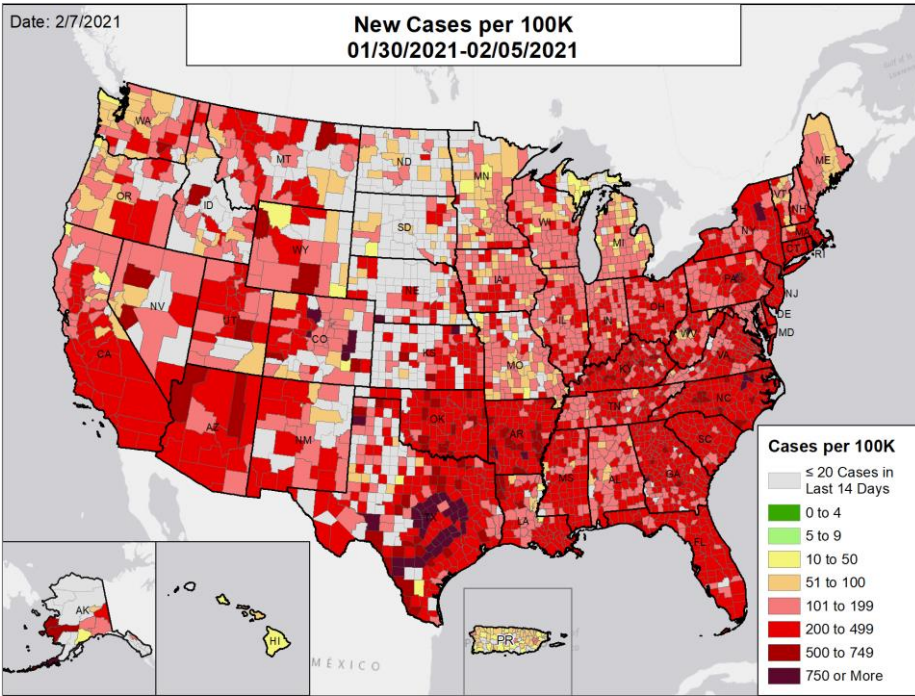 Date: 2/7/2021
New Cases per 100K
01/30/2021-02/05/2021
WA
MT
ND
MN
ME
OR
ID
SD
WI
VT
NH
WY
MI
NY
MA
CT
RI
NE
IA
PA
NJ
NV
UT
CO
IL
IN
OH
DE
MD
CA
KS
MO
WV
VA
KY
AZ
NM
OK
AR
TN
NC
SC
MS
AL
GA
LA
FL
Cases per 100K
≤ 20 Cases in
Last 14 Days
0 to 4
5 to 9
10 to 50
51 to 100
101 to 199
200 to 499
500 to 749
750 or More
AK
HI
PR
MÉXICO